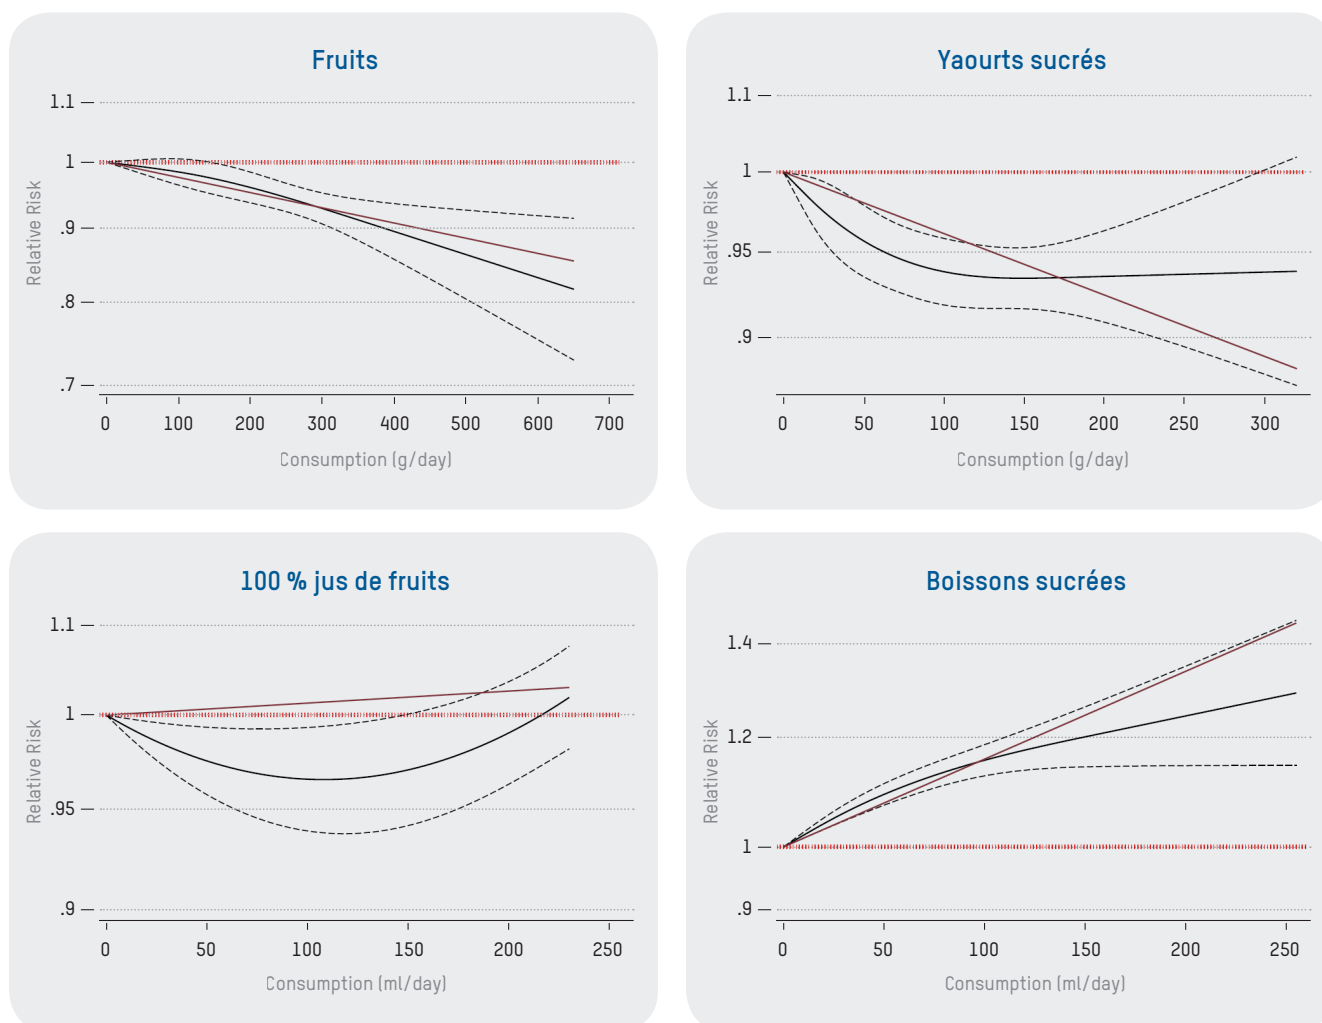 Fruits
1.1
1
.9
.8
.7
Relative Risk
0 100 200 300 400 500 600 700
Consumption (g/day)
Yaourts sucrés
1.1
1
.95
.9
Relative Risk
0 50 100 150 200 250 300
Consumption (g/day)
100 % jus de fruits
1.1
1
.95
.9
Relative Risk
0 50 100 150 200 250
Consumption (ml/day)
Boissons sucrées
1.4
1.2
1
.9
Relative Risk
0 50 100 150 200 250
Consumption (ml/day)